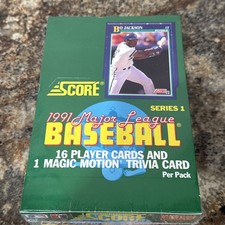 Bo JACKSON
SCORE
SERIES 1
1991 Major League
BASEBALL
16 PLAYER CARDS AND
1 MAGIC MOTION TRIVIA CARD
Per Pack